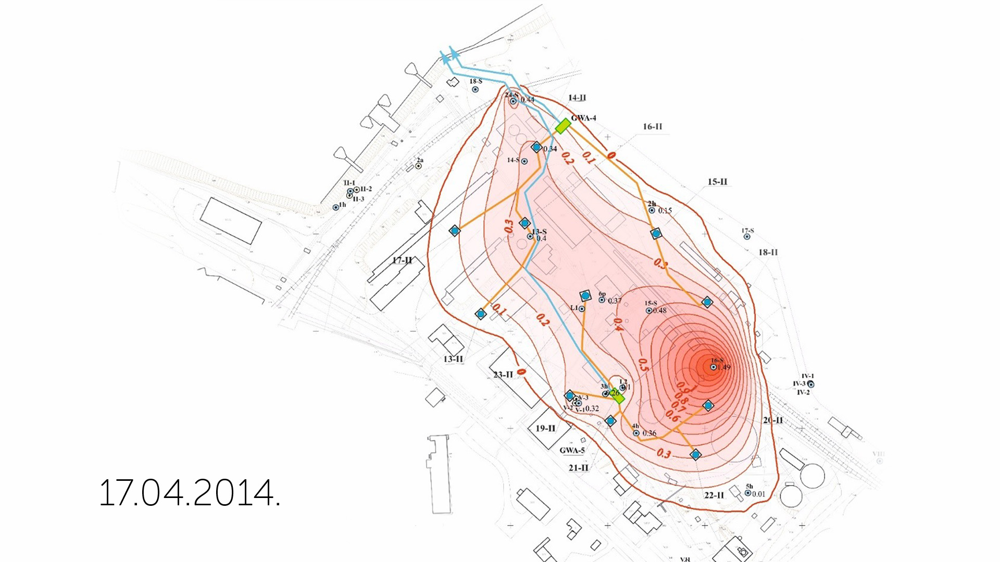 18-S
24-S
0.44
14-II
GWA-4
16-II
0.34
14-S
0.2
0.1
0
2a
15-II
II-1
II-2
II-3
1h
2h
0.15
0.3
13-S
0.4
17-S
18-II
17-II
0.3
6p
0.37
L1
15-S
0.48
0.1
0.2
0.4
13-II
16-S
1.49
0.5
23-II
0
IV-1
IV-3
IV-2
3h
0.26
L2
0.9
1
0.8
0.7
0.6
V-3
V-2
V-1
0.32
20-II
19-II
4h
0.36
GWA-5
0.3
VIII
21-II
5h
0.01
22-II
17.04.2014.